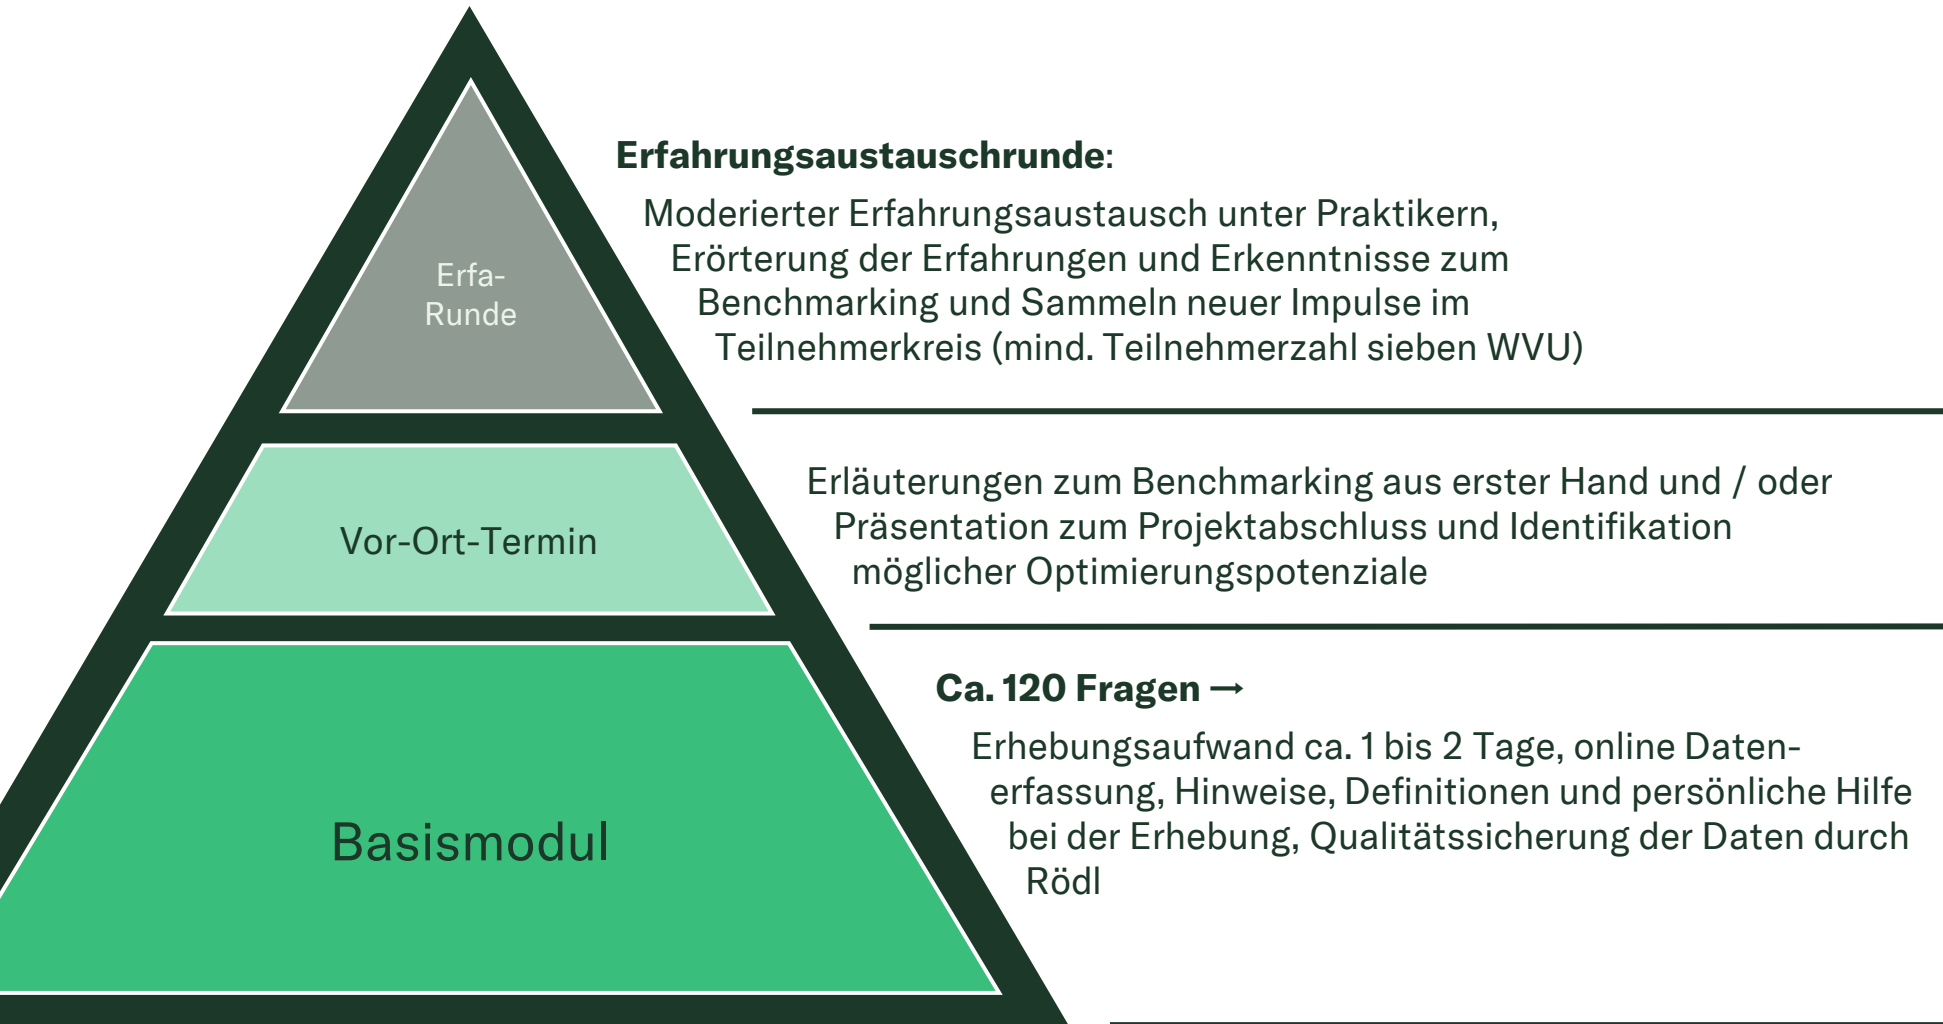 Erfa-
Runde
Erfahrungsaustauschrunde:
Moderierter Erfahrungsaustausch unter Praktikern,
Erörterung der Erfahrungen und Erkenntnisse zum
Benchmarking und Sammeln neuer Impulse im
Teilnehmerkreis (mind. Teilnehmerzahl sieben WVU)
Vor-Ort-Termin
Erläuterungen zum Benchmarking aus erster Hand und / oder
Präsentation zum Projektabschluss und Identifikation
möglicher Optimierungspotenziale
Basismodul
Ca. 120 Fragen →
Erhebungsaufwand ca. 1 bis 2 Tage, online Daten-
erfassung, Hinweise, Definitionen und persönliche Hilfe
bei der Erhebung, Qualitätssicherung der Daten durch
Rödl